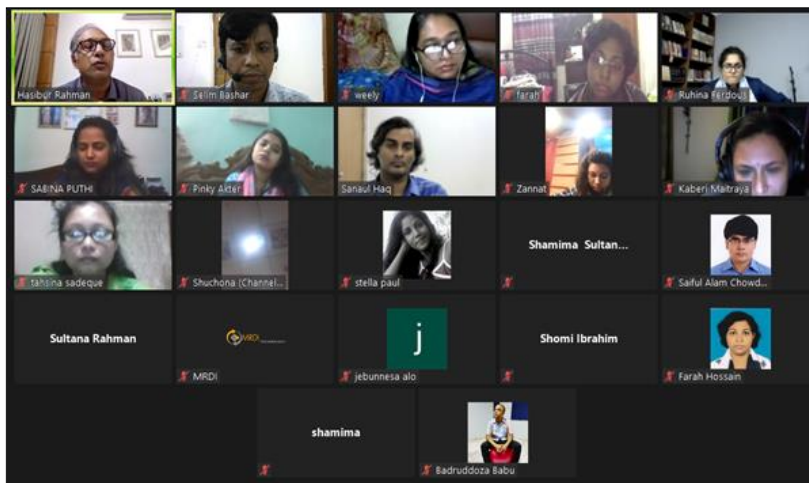 Hasibur Rahman
Selim Bashar
weely
farah
Ruhina Ferdous
SABINA PUTHI
Pinky Akter
Sanaul Haq
Zannat
Kaberi Maitraya
tahsina sadeque
Shuchona (Channel...
stella paul
Shamima Sultan...
Saiful Alam Chowd...
Sultana Rahman
MRDI
MRDI
j
jebunnesa alo
Shomi Ibrahim
Farah Hossain
shamima
Badruddoza Babu